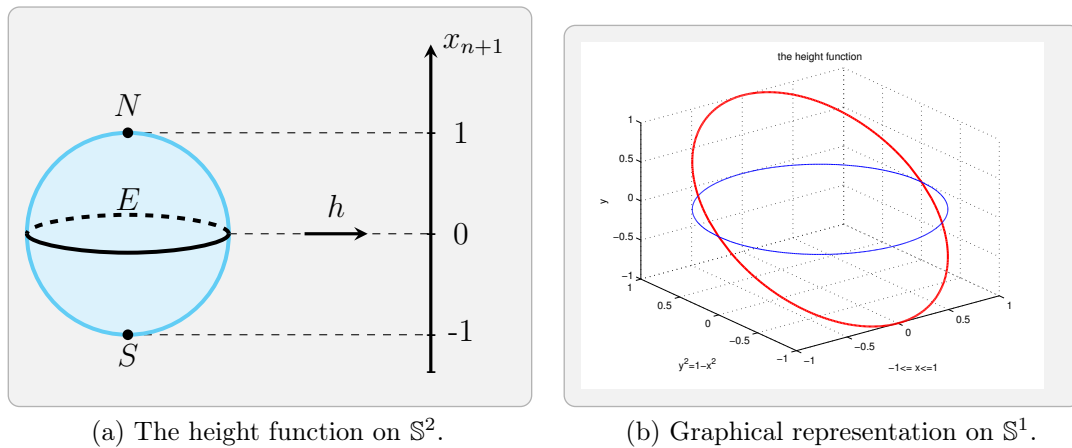 x_{n+1}
N
1
E
h
0
S
-1
(a) The height function on 𝕊².
the height function
1
0.5
0
−0.5
−1
y
1
0.5
0
−0.5
−1
y²=1−x²
−1
−0.5
0
0.5
1
−1<= x<=1
(b) Graphical representation on 𝕊¹.